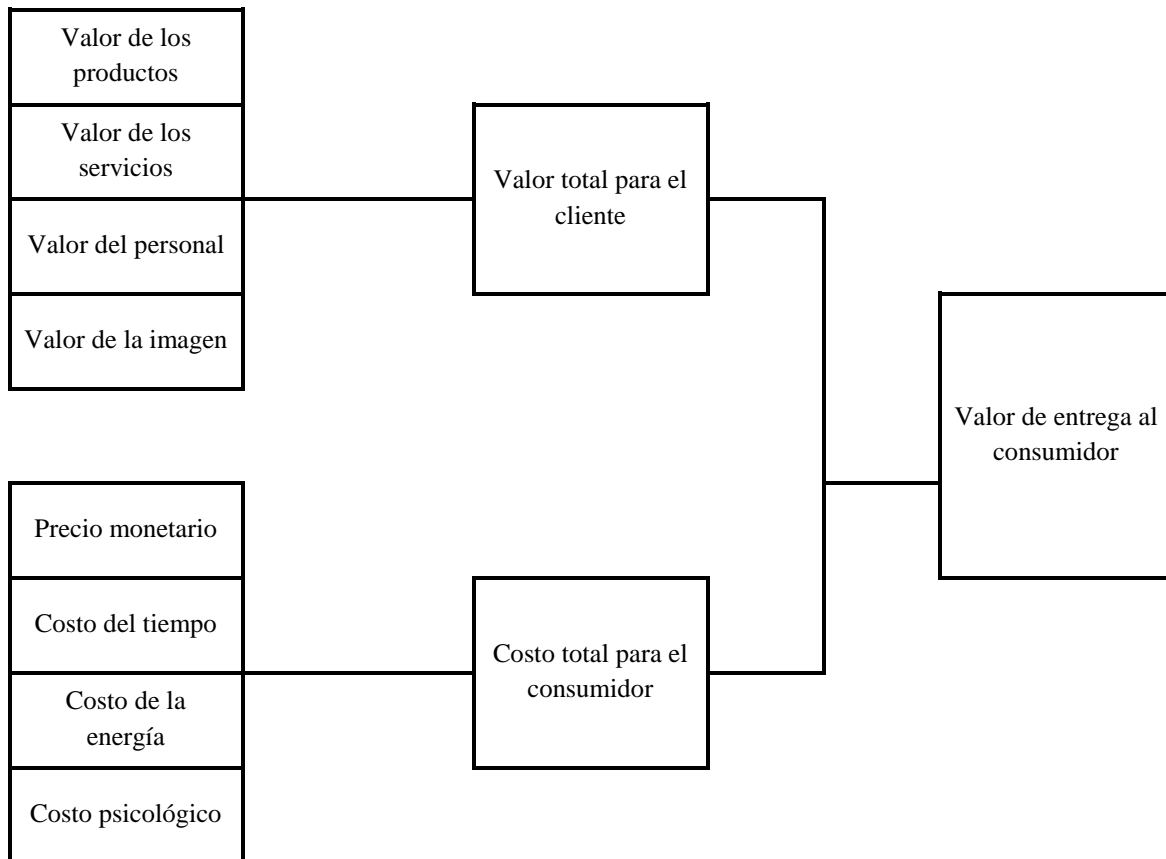 Valor de los
productos
Valor de los
servicios
Valor del personal
Valor de la imagen
Valor total para el
cliente
Valor de entrega al
consumidor
Precio monetario
Costo del tiempo
Costo de la
energía
Costo psicológico
Costo total para el
consumidor